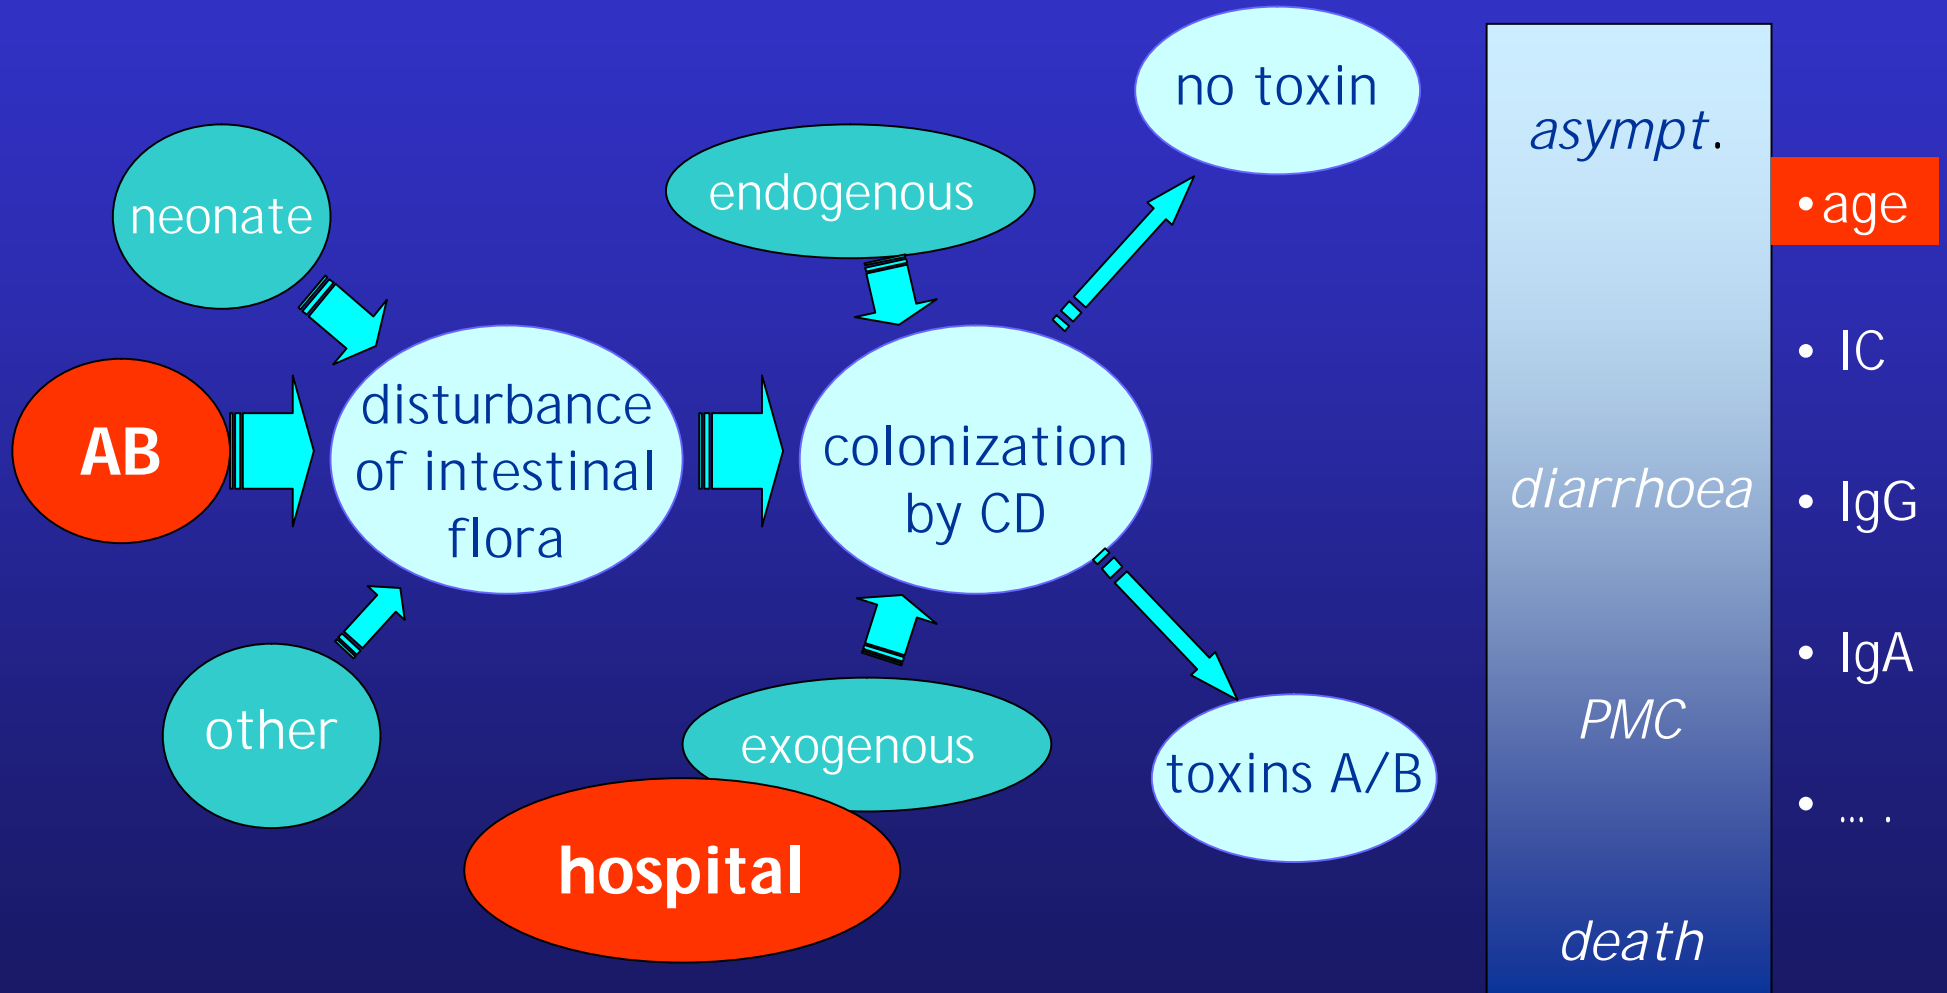 neonate
AB
other
disturbance
of intestinal
flora
endogenous
colonization
by CD
exogenous
hospital
no toxin
toxins A/B
asympt.
diarrhoea
PMC
death
• age
• IC
• IgG
• IgA
• ... .